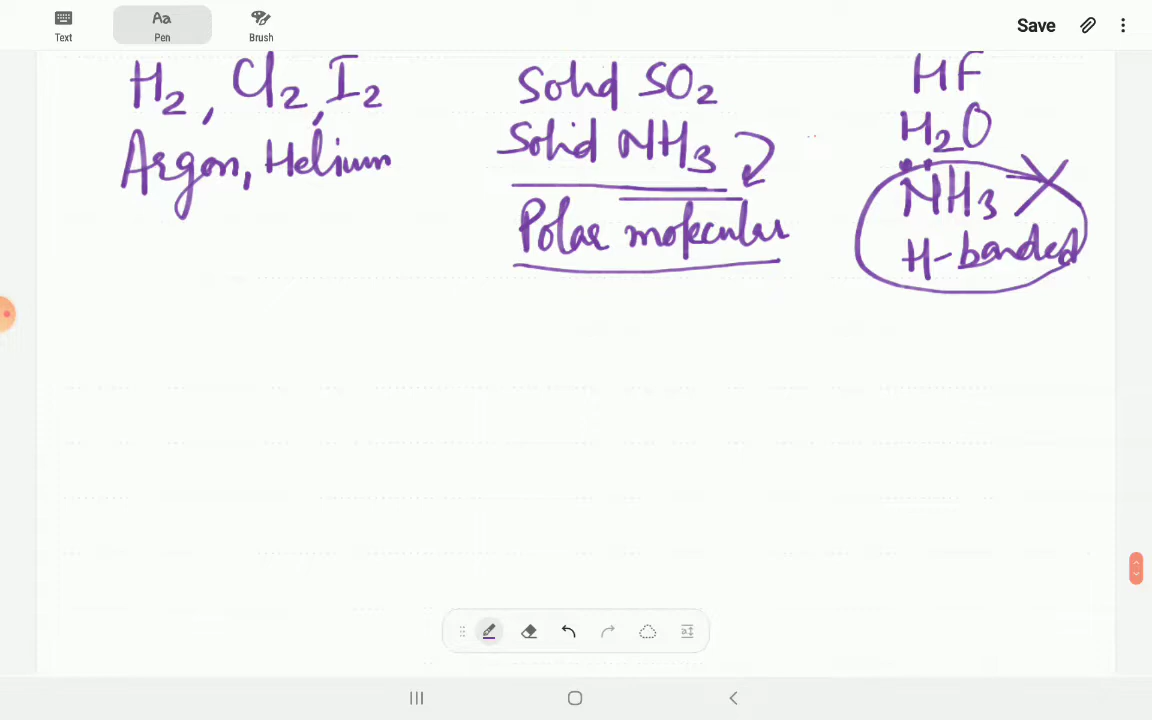 Text
Aa
Pen
Brush
Save
H2, Cl2, I2
Argon, Helium
Solid SO2
Solid NH3
Polar molecular
HF
H2O
NH3
H-bonded